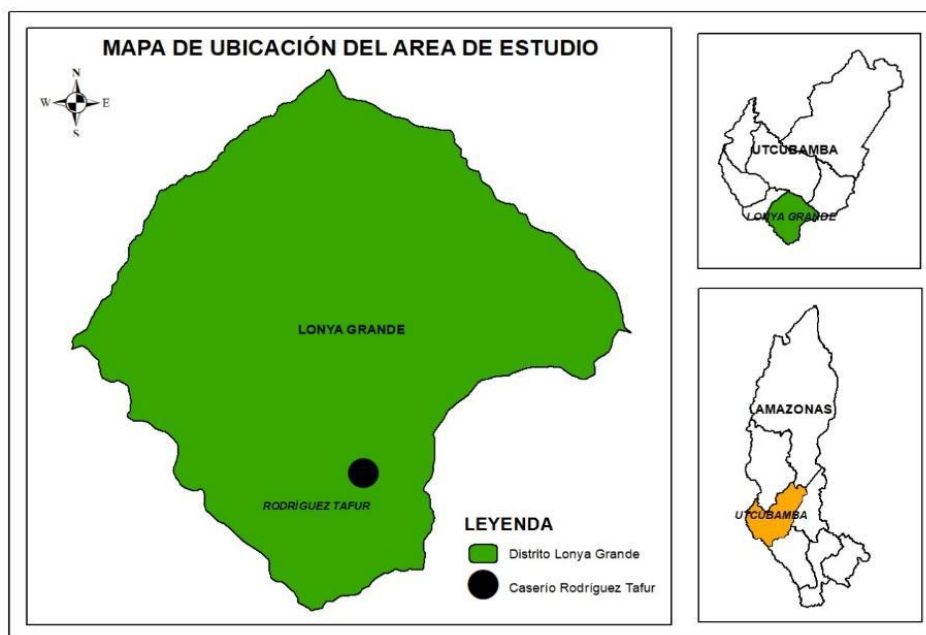 MAPA DE UBICACIÓN DEL AREA DE ESTUDIO
N
W E
S
LONYA GRANDE
RODRÍGUEZ TAFUR
LEYENDA
Distrito Lonya Grande
Caserío Rodríguez Tafur
UTCUBAMBA
LONYA GRANDE
AMAZONAS
UTCUBAMBA